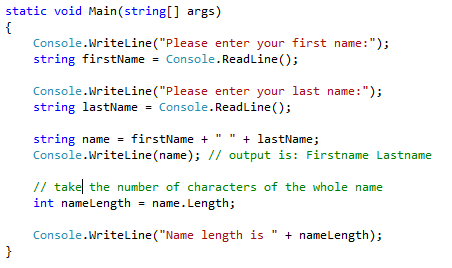 static void Main(string[] args)
{
    Console.WriteLine("Please enter your first name:");
    string firstName = Console.ReadLine();

    Console.WriteLine("Please enter your last name:");
    string lastName = Console.ReadLine();

    string name = firstName + " " + lastName;
    Console.WriteLine(name); // output is: Firstname Lastname

    // take the number of characters of the whole name
    int nameLength = name.Length;

    Console.WriteLine("Name length is " + nameLength);
}